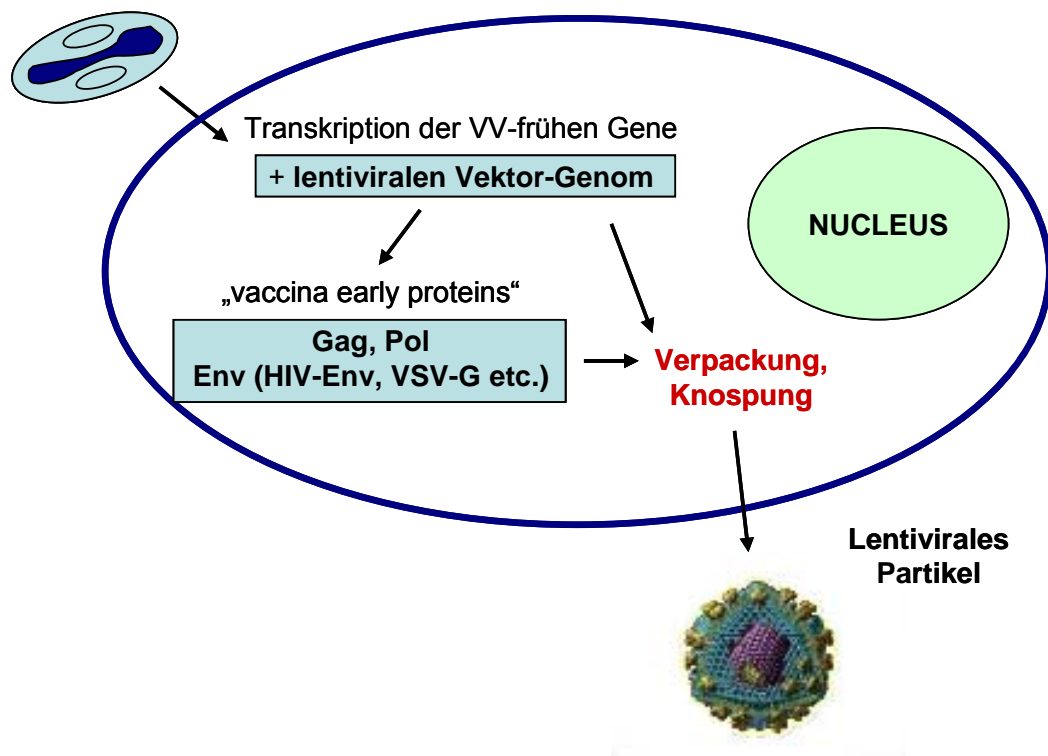 Transkription der VV-frühen Gene
+ lentiviralen Vektor-Genom
NUCLEUS
„vaccina early proteins“
Gag, Pol
Env (HIV-Env, VSV-G etc.)
Verpackung,
Knospung
Lentivirales
Partikel